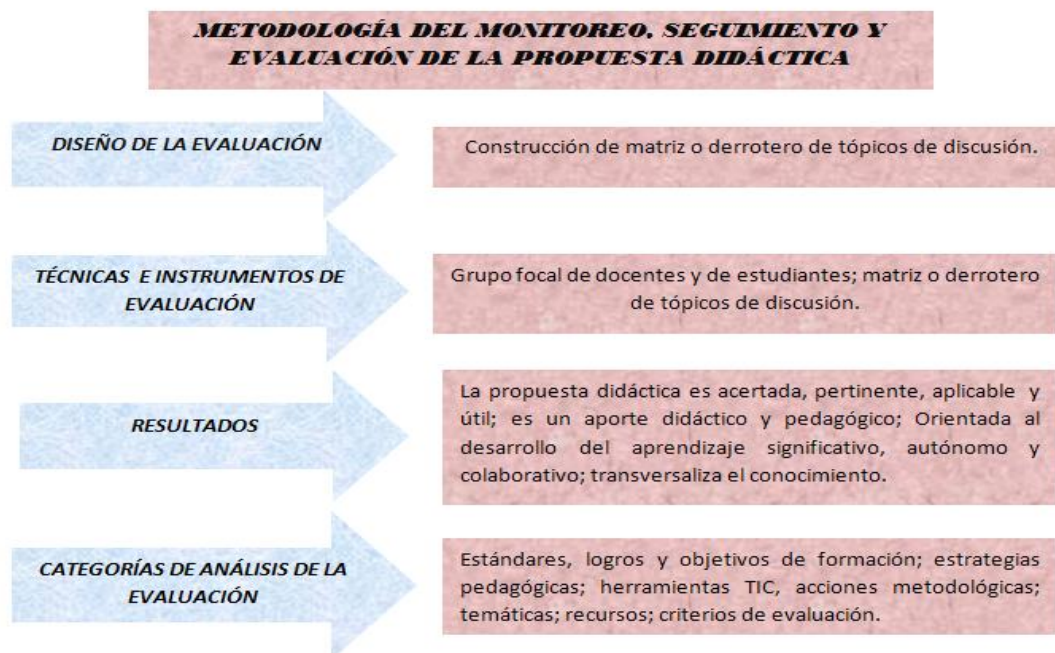 METODOLOGÍA DEL MONITOREO, SEGUIMIENTO Y
EVALUACIÓN DE LA PROPUESTA DIDÁCTICA
DISEÑO DE LA EVALUACIÓN
Construcción de matriz o derrotero de tópicos de discusión.
TÉCNICAS E INSTRUMENTOS DE
EVALUACIÓN
Grupo focal de docentes y de estudiantes; matriz o derrotero
de tópicos de discusión.
RESULTADOS
La propuesta didáctica es acertada, pertinente, aplicable y
útil; es un aporte didáctico y pedagógico; Orientada al
desarrollo del aprendizaje significativo, autónomo y
colaborativo; transversaliza el conocimiento.
CATEGORÍAS DE ANÁLISIS DE LA
EVALUACIÓN
Estándares, logros y objetivos de formación; estrategias
pedagógicas; herramientas TIC, acciones metodológicas;
temáticas; recursos; criterios de evaluación.